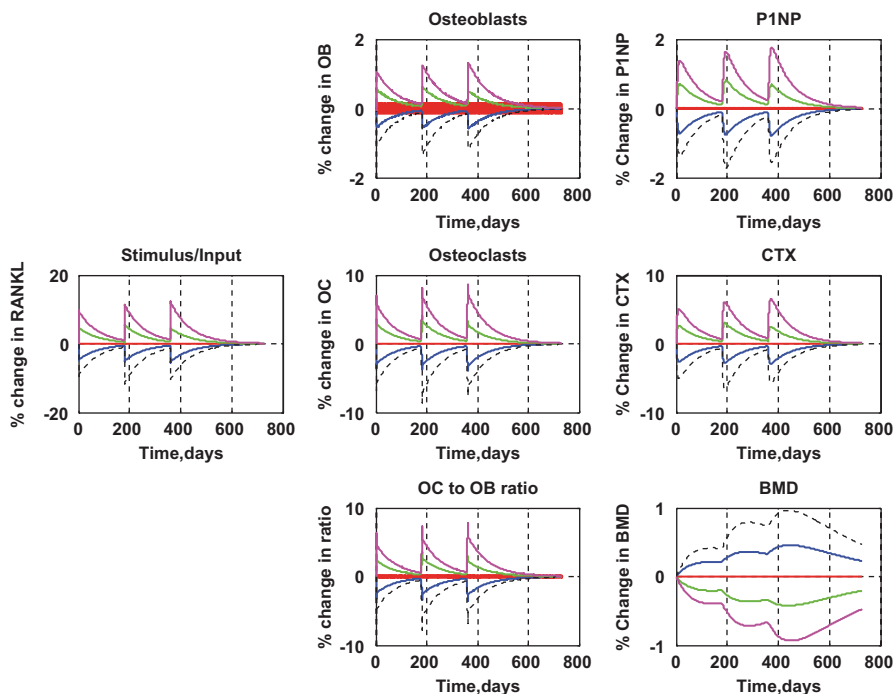 Osteoblasts
% change in OB
2
0
-2
0 200 400 600 800
Time,days
P1NP
% Change in P1NP
2
0
-2
0 200 400 600 800
Time,days
Stimulus/Input
% change in RANKL
20
0
-20
0 200 400 600 800
Time,days
Osteoclasts
% change in OC
10
0
-10
0 200 400 600 800
Time,days
CTX
% Change in CTX
10
0
-10
0 200 400 600 800
Time,days
OC to OB ratio
% change in ratio
10
0
-10
0 200 400 600 800
Time,days
BMD
% Change in BMD
1
0
-1
0 200 400 600 800
Time,days